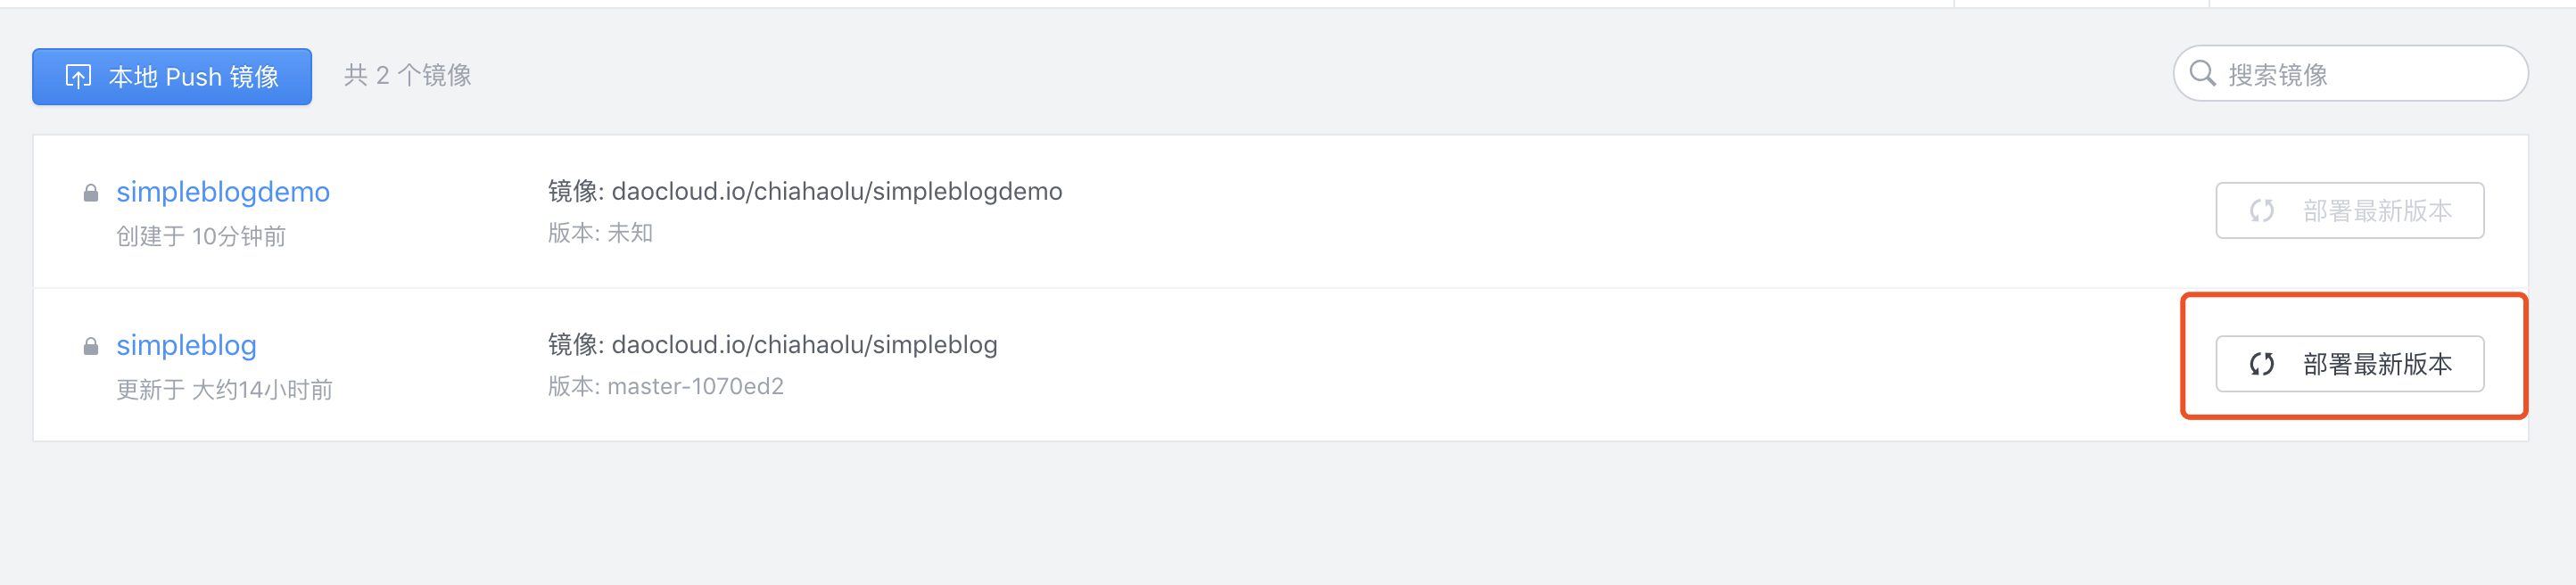 本地 Push 镜像
共 2 个镜像
搜索镜像
simpleblogdemo
创建于 10分钟前
镜像: daocloud.io/chiahaolu/simpleblogdemo
版本: 未知
部署最新版本
simpleblog
更新于 大约14小时前
镜像: daocloud.io/chiahaolu/simpleblog
版本: master-1070ed2
部署最新版本